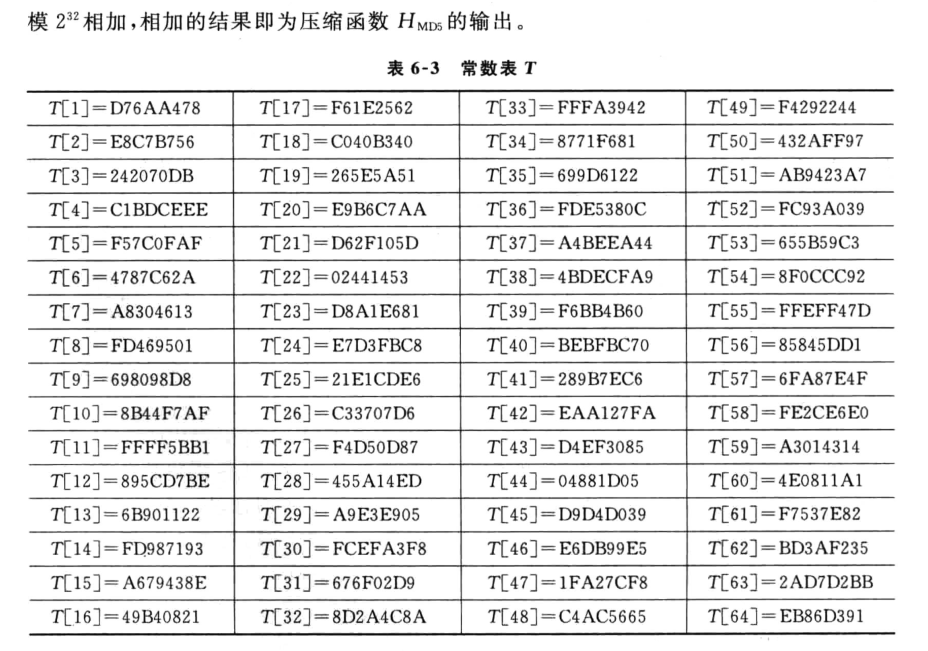 模 2³² 相加,相加的结果即为压缩函数 H_MD5 的输出。
表 6-3 常数表 T
T[1]=D76AA478 T[17]=F61E2562 T[33]=FFFA3942 T[49]=F4292244
T[2]=E8C7B756 T[18]=C040B340 T[34]=8771F681 T[50]=432AFF97
T[3]=242070DB T[19]=265E5A51 T[35]=699D6122 T[51]=AB9423A7
T[4]=C1BDCEEE T[20]=E9B6C7AA T[36]=FDE5380C T[52]=FC93A039
T[5]=F57C0FAF T[21]=D62F105D T[37]=A4BEEA44 T[53]=655B59C3
T[6]=4787C62A T[22]=02441453 T[38]=4BDECFA9 T[54]=8F0CCC92
T[7]=A8304613 T[23]=D8A1E681 T[39]=F6BB4B60 T[55]=FFEFF47D
T[8]=FD469501 T[24]=E7D3FBC8 T[40]=BEBFBC70 T[56]=85845DD1
T[9]=698098D8 T[25]=21E1CDE6 T[41]=289B7EC6 T[57]=6FA87E4F
T[10]=8B44F7AF T[26]=C33707D6 T[42]=EAA127FA T[58]=FE2CE6E0
T[11]=FFFF5BB1 T[27]=F4D50D87 T[43]=D4EF3085 T[59]=A3014314
T[12]=895CD7BE T[28]=455A14ED T[44]=04881D05 T[60]=4E0811A1
T[13]=6B901122 T[29]=A9E3E905 T[45]=D9D4D039 T[61]=F7537E82
T[14]=FD987193 T[30]=FCEFA3F8 T[46]=E6DB99E5 T[62]=BD3AF235
T[15]=A679438E T[31]=676F02D9 T[47]=1FA27CF8 T[63]=2AD7D2BB
T[16]=49B40821 T[32]=8D2A4C8A T[48]=C4AC5665 T[64]=EB86D391